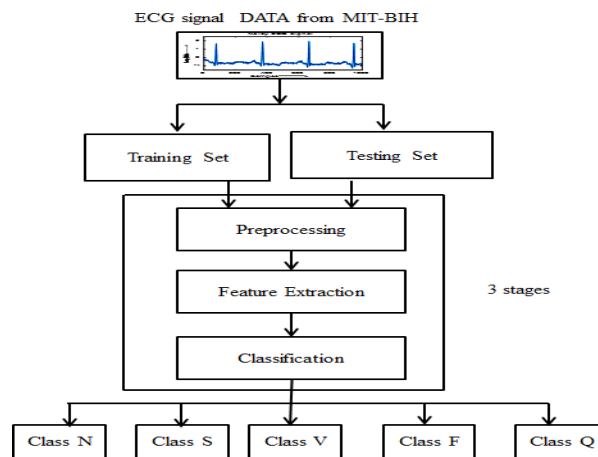 ECG signal DATA from MIT-BIH
Training Set
Testing Set
Preprocessing
Feature Extraction
3 stages
Classification
Class N
Class S
Class V
Class F
Class Q